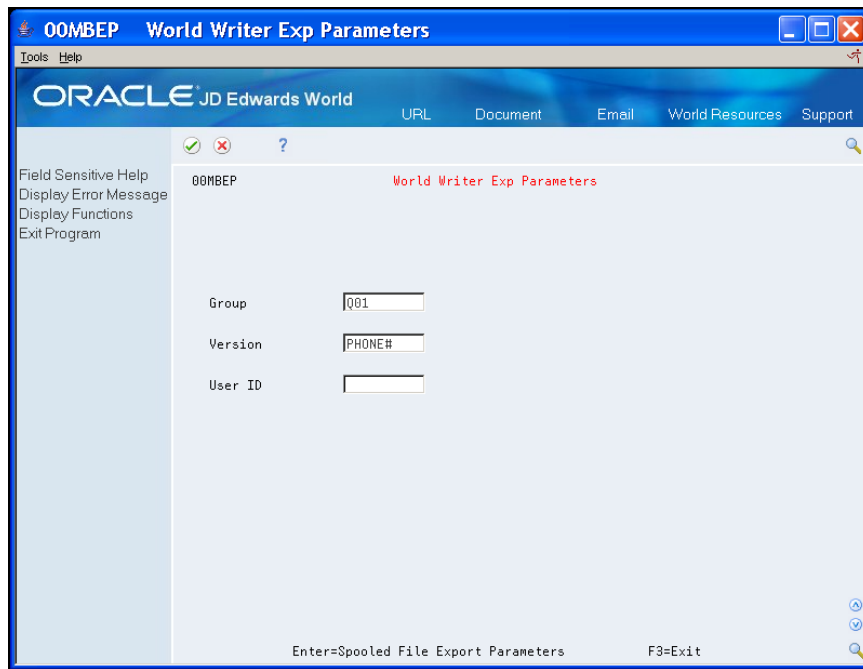 00MBEP World Writer Exp Parameters
Tools Help
ORACLE JD Edwards World
URL Document Email World Resources Support
?
Field Sensitive Help
Display Error Message
Display Functions
Exit Program
00MBEP World Writer Exp Parameters
Group Q01
Version PHONE#
User ID
Enter=Spooled File Export Parameters F3=Exit